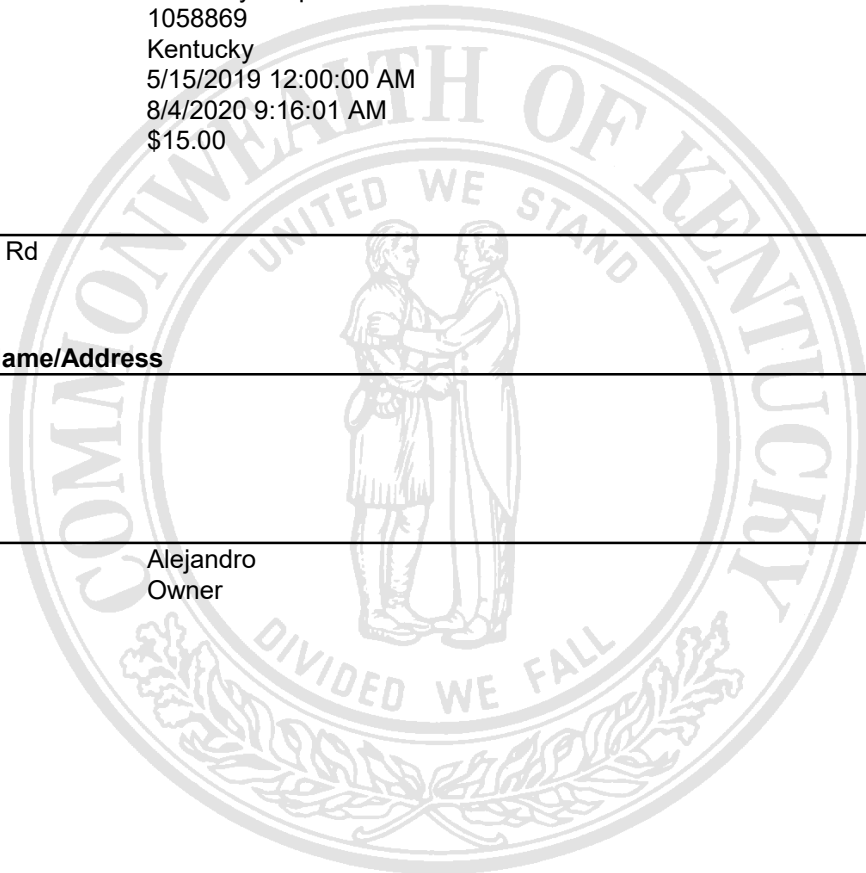 1058869
Kentucky
5/15/2019 12:00:00 AM
8/4/2020 9:16:01 AM
$15.00
COMMONWEALTH OF KENTUCKY
UNITED WE STAND
Rd
ame/Address
Alejandro
Owner
DIVIDED WE FALL